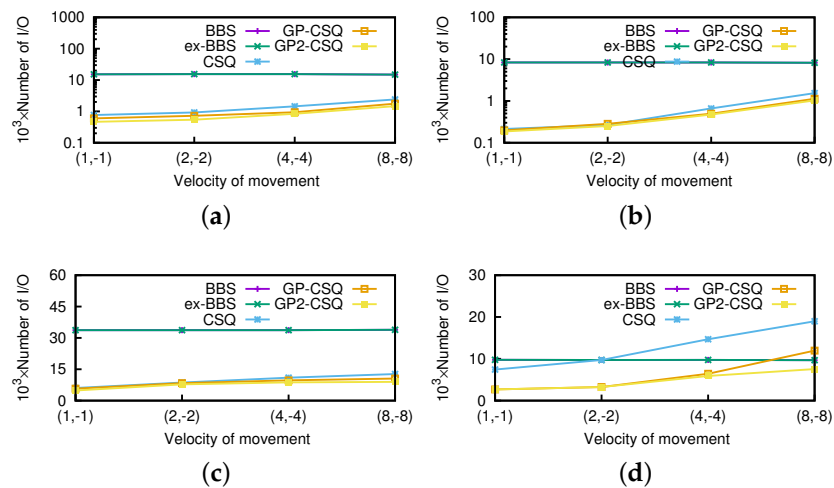 10³×Number of I/O
1000
100
10
1
0.1
BBS
ex-BBS
CSQ
GP-CSQ
GP2-CSQ
(1,-1)
(2,-2)
(4,-4)
(8,-8)
Velocity of movement
(a)
10³×Number of I/O
100
10
1
0.1
BBS
ex-BBS
CSQ
GP-CSQ
GP2-CSQ
(1,-1)
(2,-2)
(4,-4)
(8,-8)
Velocity of movement
(b)
10³×Number of I/O
60
45
30
15
0
BBS
ex-BBS
CSQ
GP-CSQ
GP2-CSQ
(1,-1)
(2,-2)
(4,-4)
(8,-8)
Velocity of movement
(c)
10³×Number of I/O
30
20
10
0
BBS
ex-BBS
CSQ
GP-CSQ
GP2-CSQ
(1,-1)
(2,-2)
(4,-4)
(8,-8)
Velocity of movement
(d)